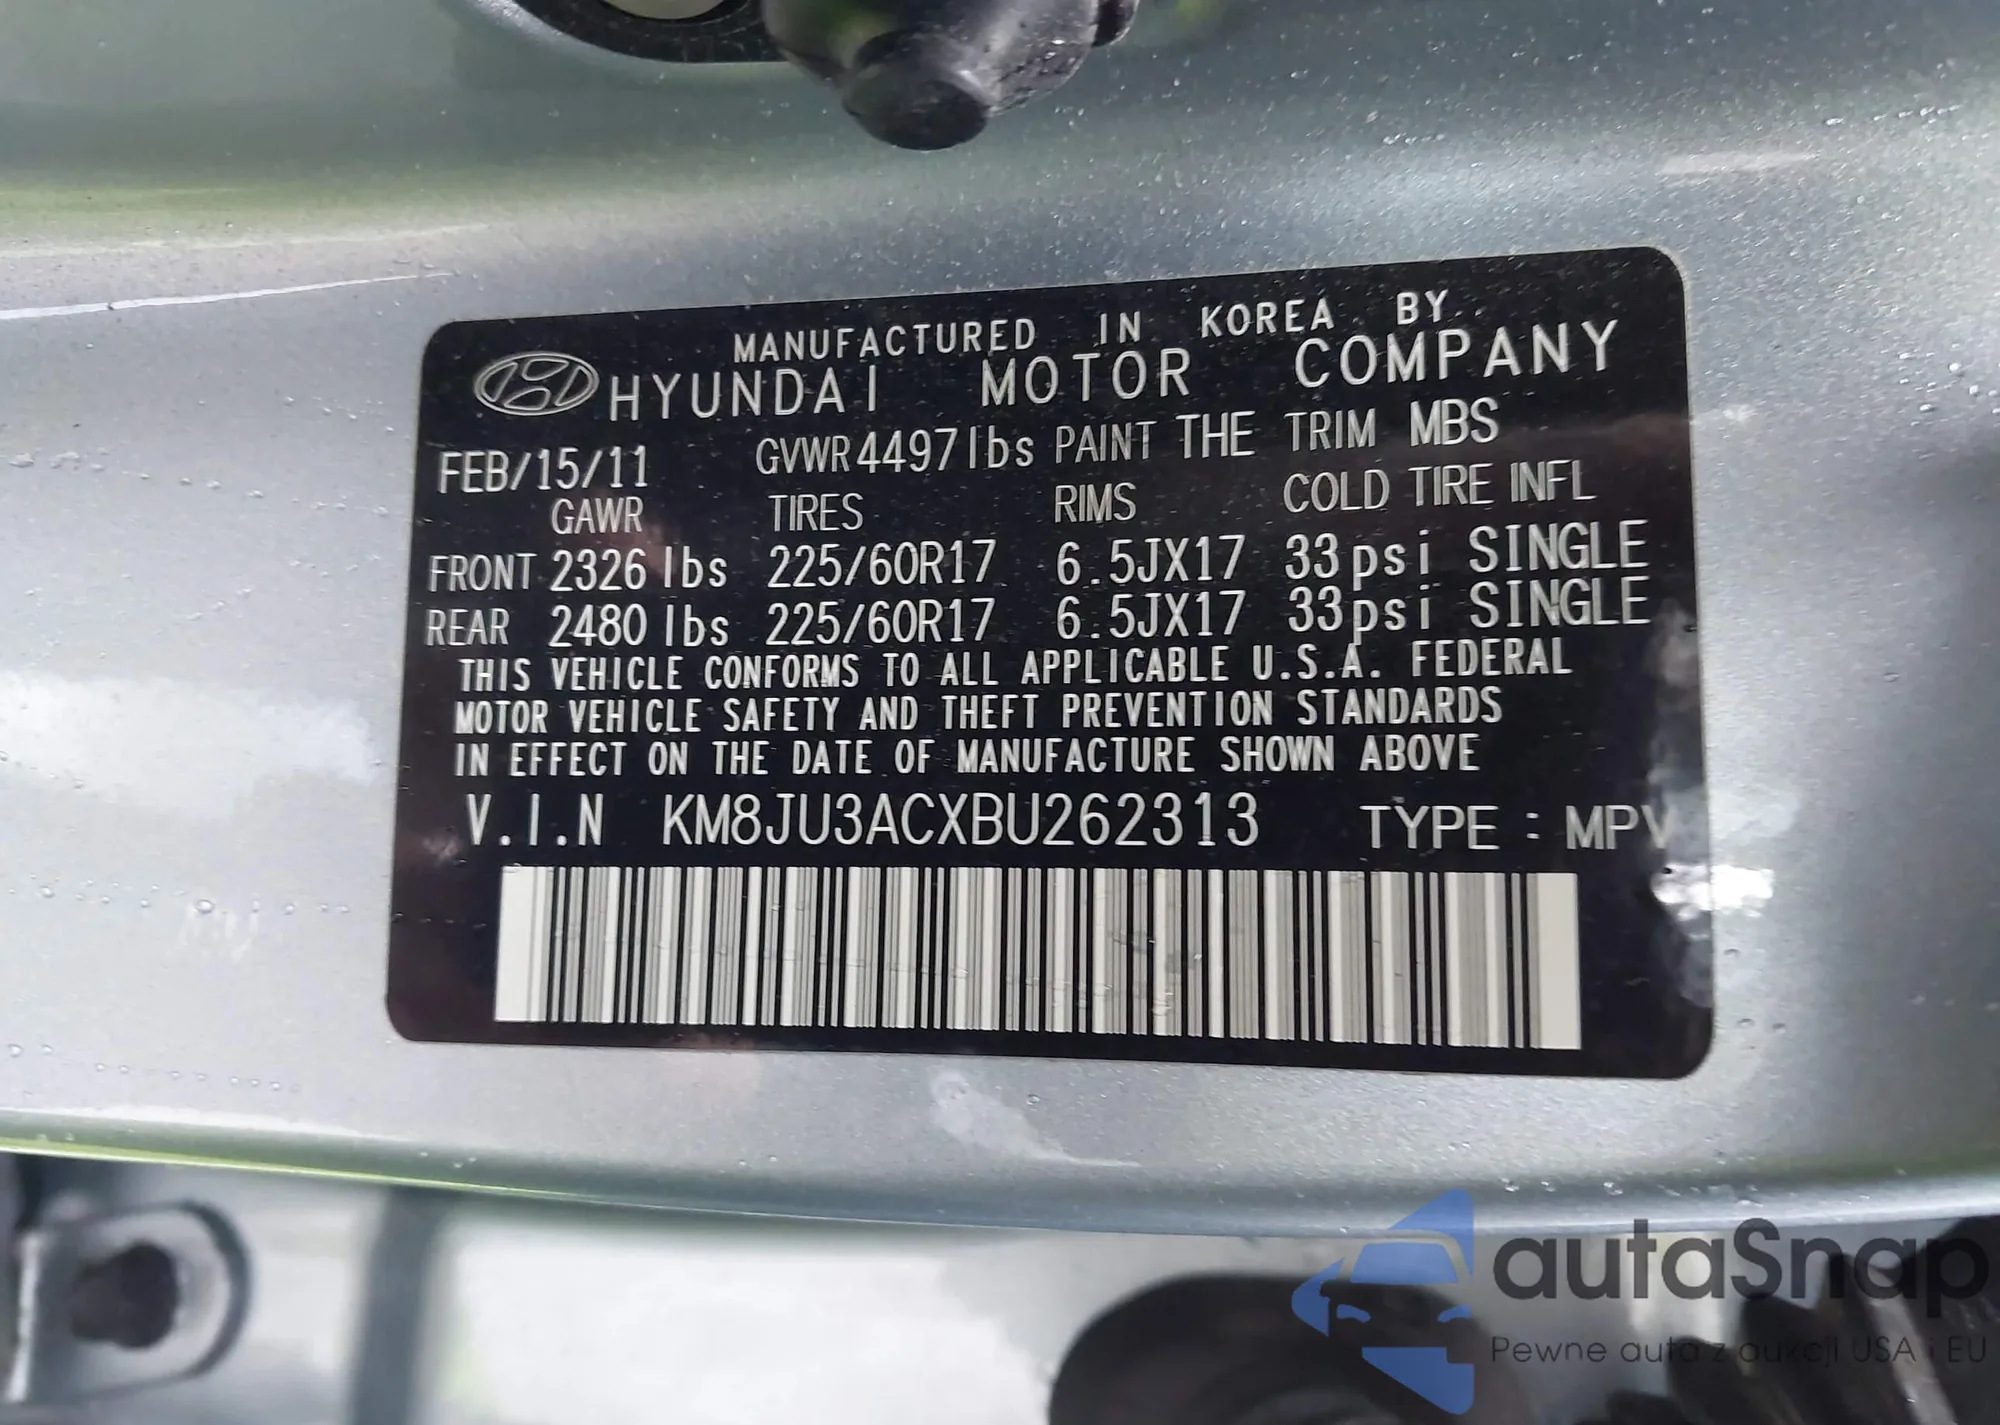 MANUFACTURED IN KOREA BY
HYUNDAI MOTOR COMPANY
FEB/15/11 GVWR 4497lbs PAINT THE TRIM MBS
GAWR TIRES RIMS COLD TIRE INFL
FRONT 2326 lbs 225/60R17 6.5JX17 33psi SINGLE
REAR 2480 lbs 225/60R17 6.5JX17 33psi SINGLE
THIS VEHICLE CONFORMS TO ALL APPLICABLE U.S.A. FEDERAL
MOTOR VEHICLE SAFETY AND THEFT PREVENTION STANDARDS
IN EFFECT ON THE DATE OF MANUFACTURE SHOWN ABOVE
V.I.N KM8JU3ACXBU262313 TYPE : MPV
autaSnap
Pewne auta z aukcji USA i EU